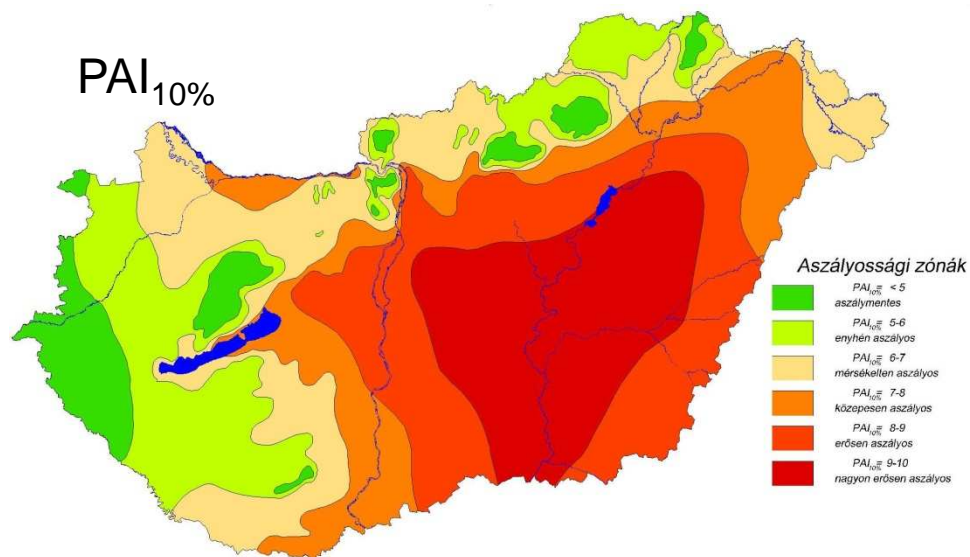 PAI10%
Aszályossági zónák
PAI10%= < 5
aszálymentes
PAI10%= 5-6
enyhén aszályos
PAI10%= 6-7
mérsékelten aszályos
PAI10%= 7-8
közepesen aszályos
PAI10%= 8-9
erősen aszályos
PAI10%= 9-10
nagyon erősen aszályos